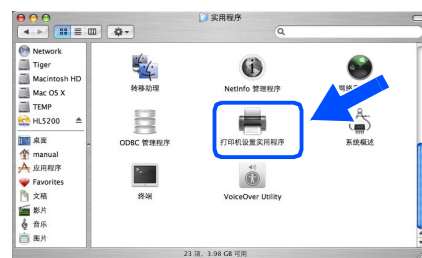 实用程序
Network
Tiger
Macintosh HD
Mac OS X
TEMP
HL5200
桌面
manual
应用程序
Favorites
文稿
影片
音乐
图片
转移助理
NetInfo 管理程序
ODBC 管理程序
打印机设置实用程序
系统概述
终端
VoiceOver Utility
23 项，3.98 GB 可用